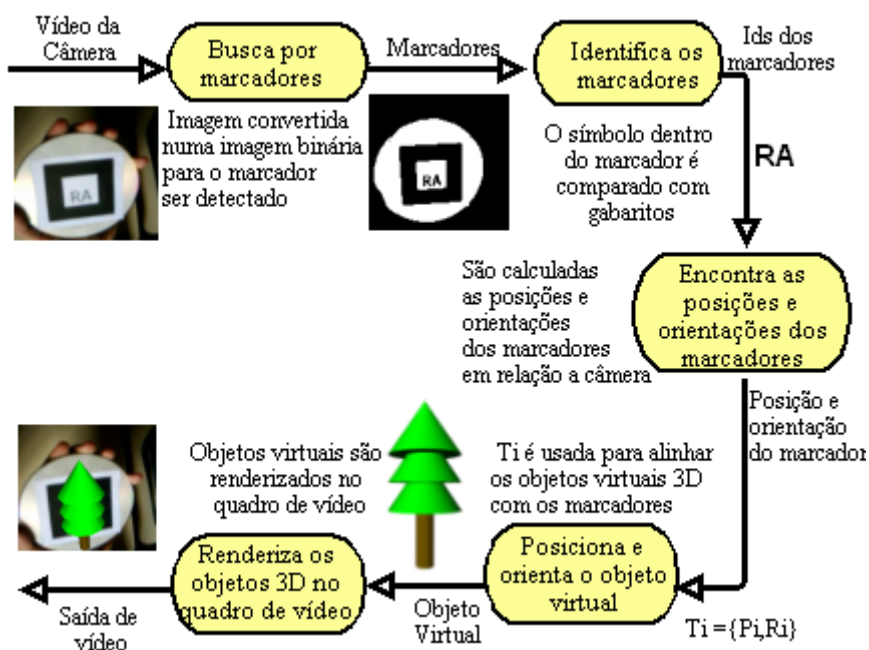 Vídeo da
Câmera
Busca por
marcadores
Marcadores
Identifica os
marcadores
Ids dos
marcadores
Imagem convertida
numa imagem binária
para o marcador
ser detectado
RA
RA
O símbolo dentro
do marcador é
comparado com
gabaritos
RA
São calculadas
as posições e
orientações
dos marcadores
em relação a câmera
Encontra as
posições e
orientações dos
marcadores
Posição e
orientação
do marcador
Objetos virtuais são
renderizados no
quadro de vídeo
Ti é usada para alinhar
os objetos virtuais 3D
com os marcadores
Renderiza os
objetos 3D no
quadro de vídeo
Posiciona e
orienta o objeto
virtual
Saída de
vídeo
Objeto
Virtual
Ti ={Pi,Ri}